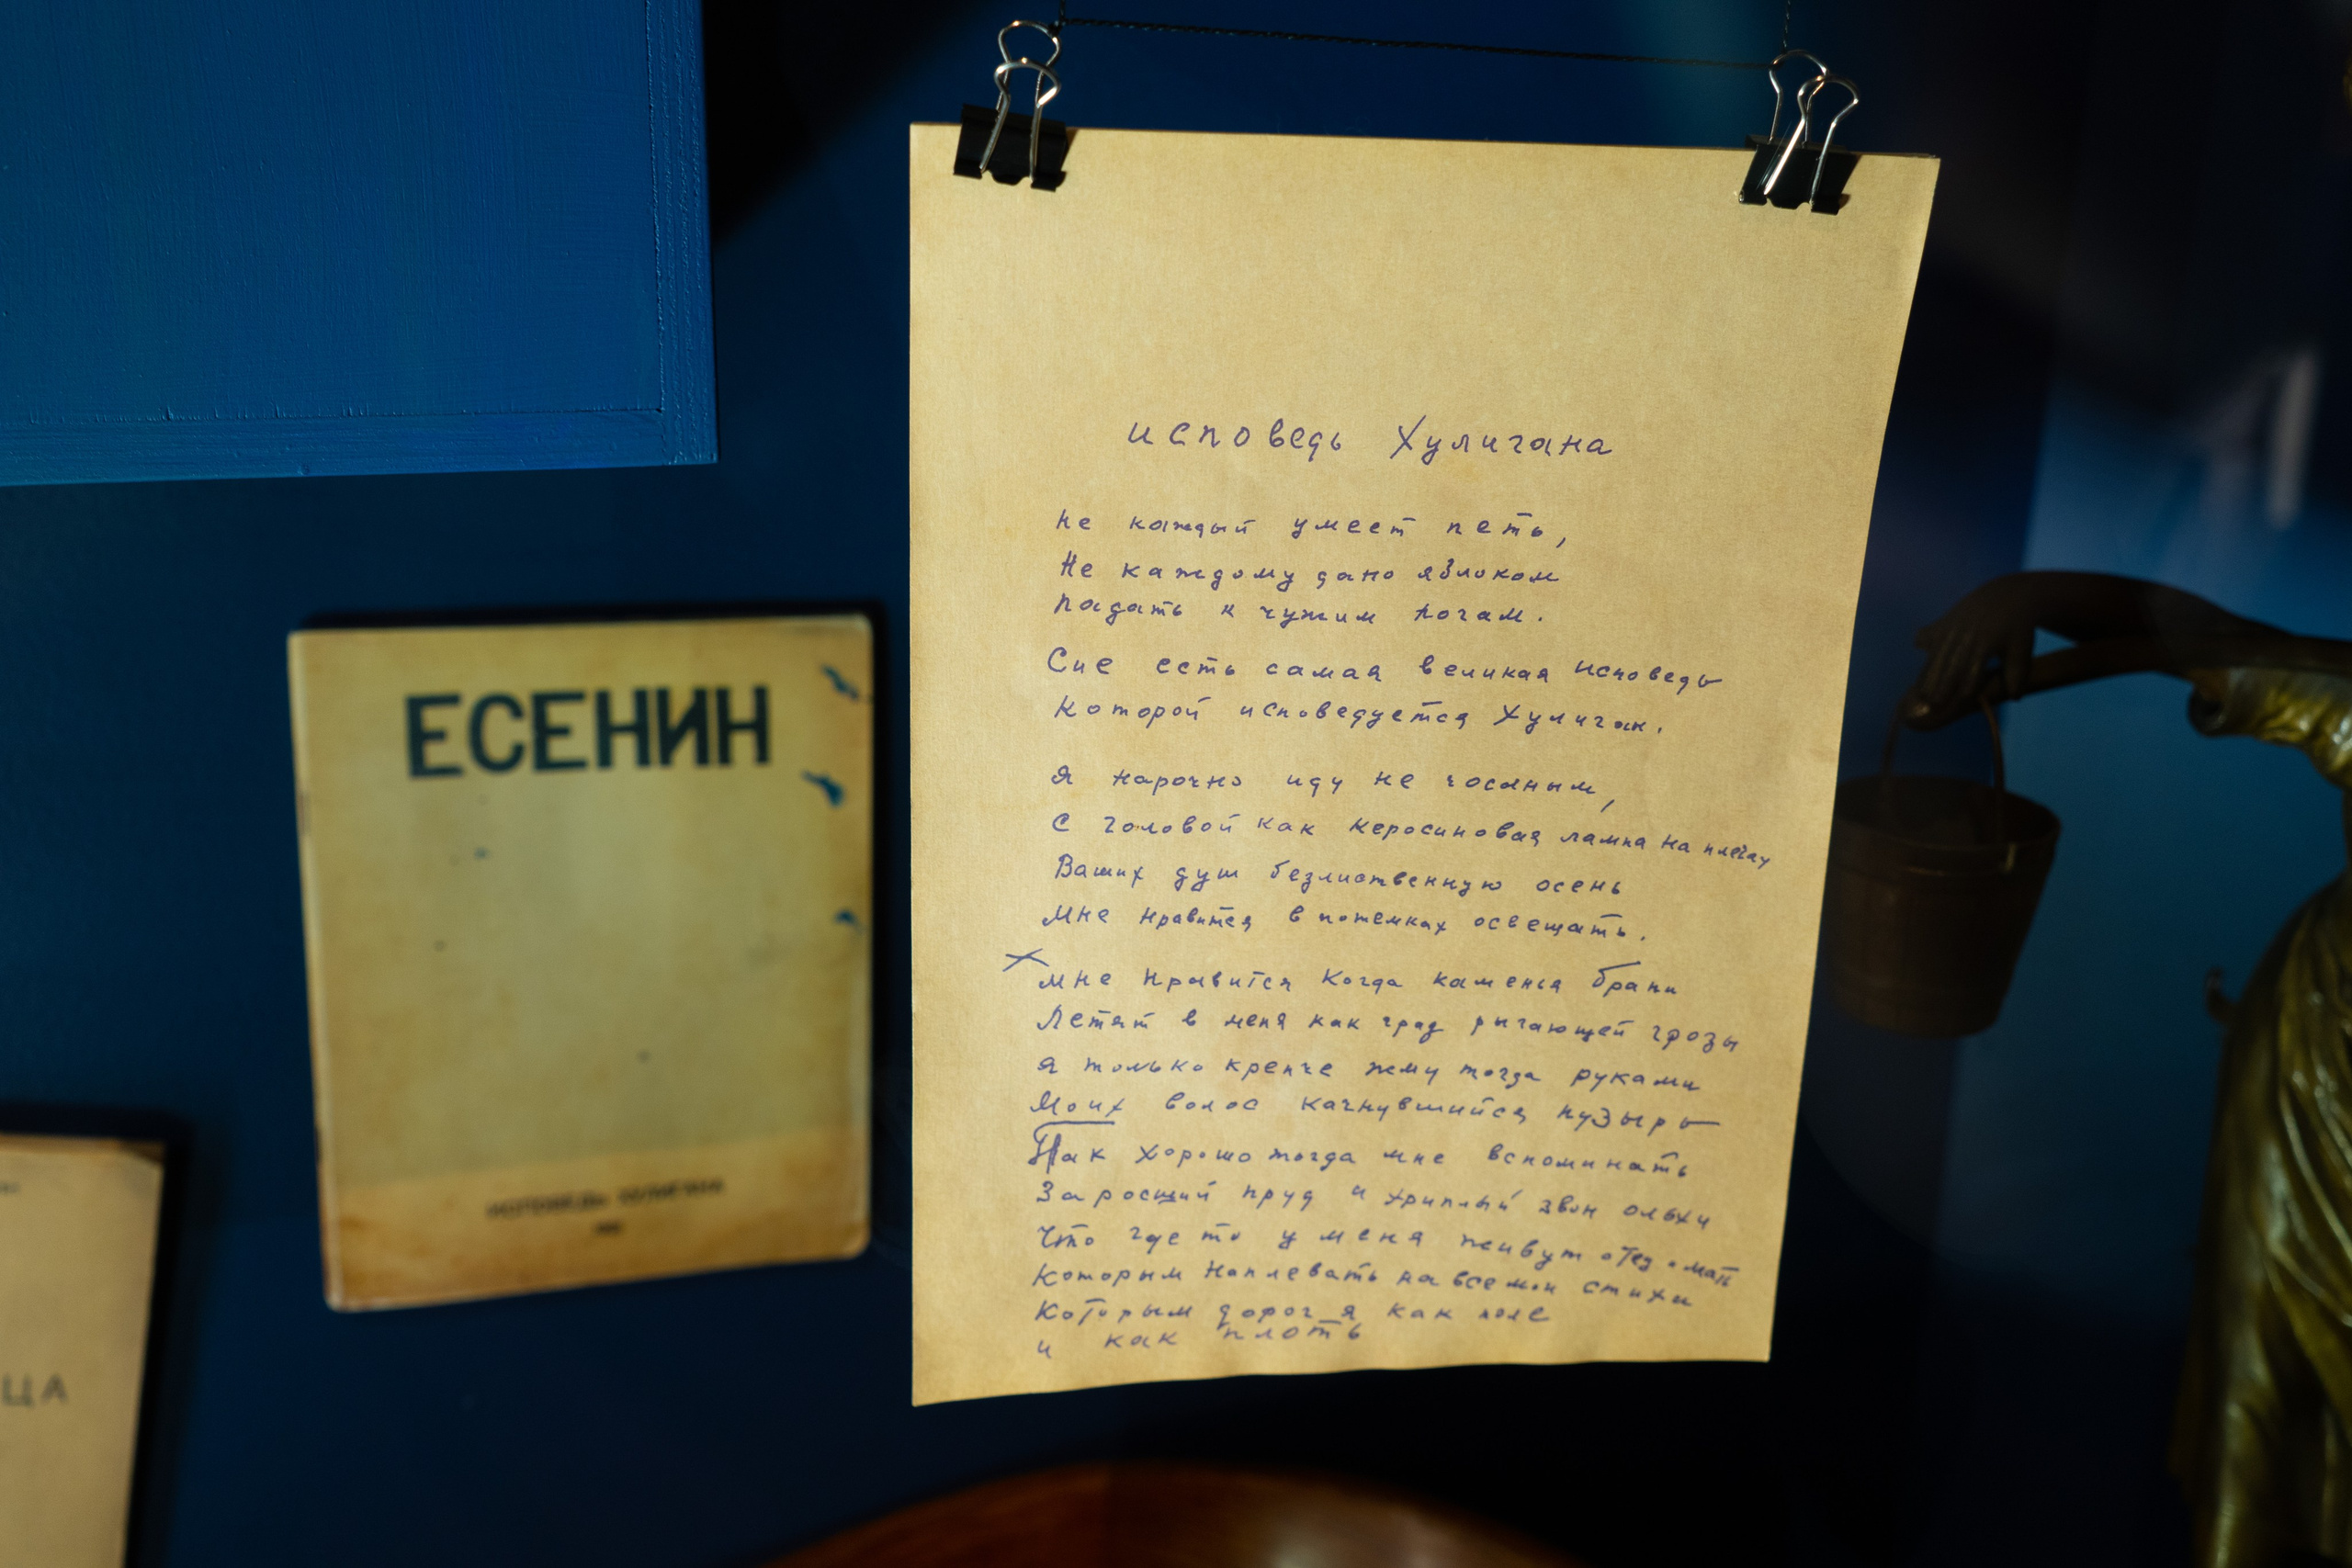 ЕСЕНИН
ИСПОВЕДЬ ХУЛИГАНА
ЦА
исповедь Хулигана
Не каждый умеет петь,
Не каждому дано яблоком
Падать к чужим ногам.
Сие есть самая великая исповедь
Которой исповедуется Хулиган.
Я нарочно иду не чосаным,
С головой как керосиновая лампа на плечах
Ваших душ безлиственную осень
Мне нравится в потемках освещать.
Мне нравится когда каменья брани
Летят в меня как град рыгающей грозы
Я только крепче жму тогда руками
Моих волос качнувшийся пузырь
Так хорошо тогда мне вспоминать
Заросший пруд и хриплый звон ольхи
Что где то у меня живут отец и мать
Которым наплевать на все мои стихи
Которым дорог я как поле
и как плоть